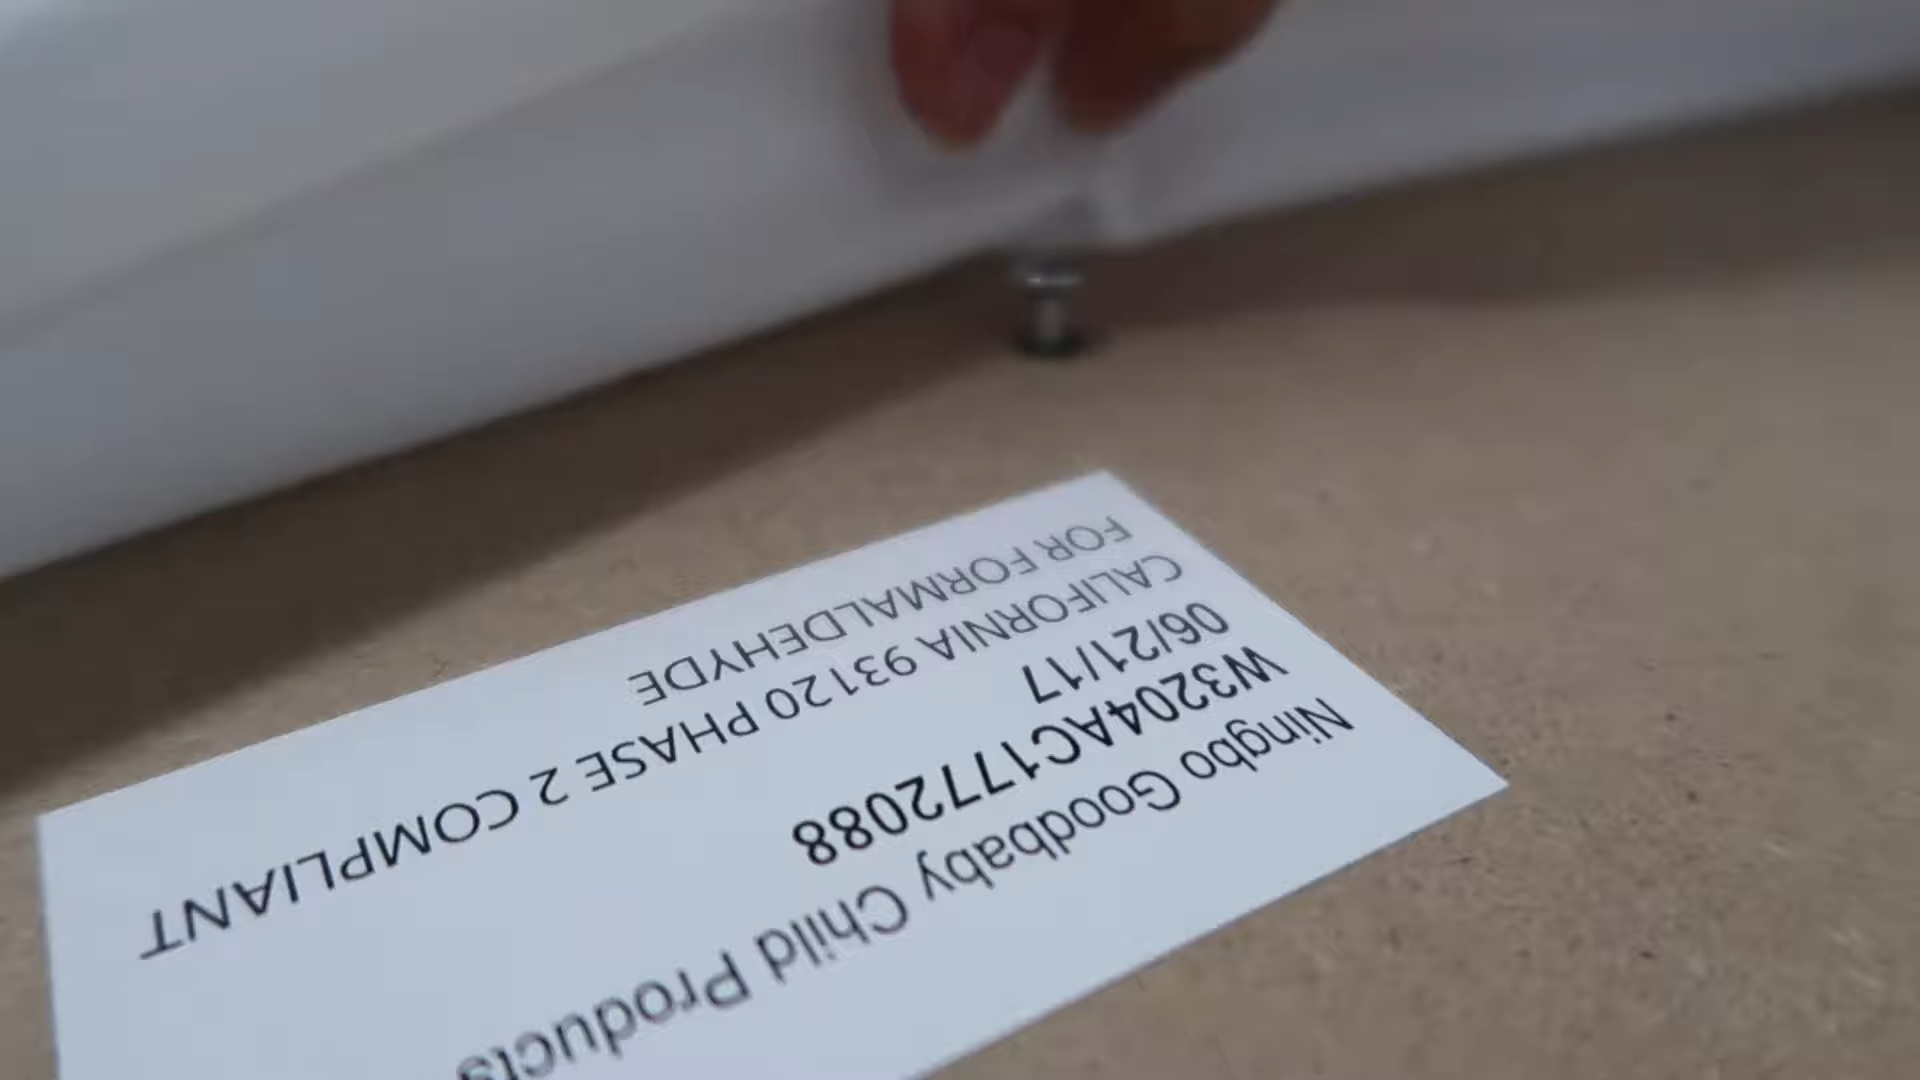 Ningbo Goodbaby Child Products
W3204AC1772088
06/21/17
CALIFORNIA 93120 PHASE 2 COMPLIANT
FOR FORMALDEHYDE